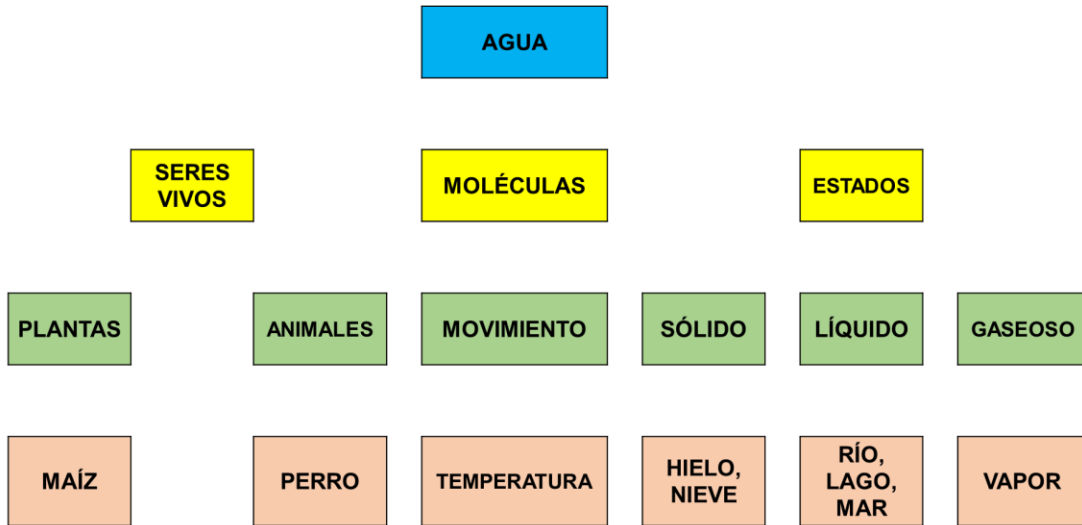 AGUA
SERES
VIVOS
MOLÉCULAS
ESTADOS
PLANTAS
ANIMALES
MOVIMIENTO
SÓLIDO
LÍQUIDO
GASEOSO
MAÍZ
PERRO
TEMPERATURA
HIELO,
NIEVE
RÍO,
LAGO,
MAR
VAPOR